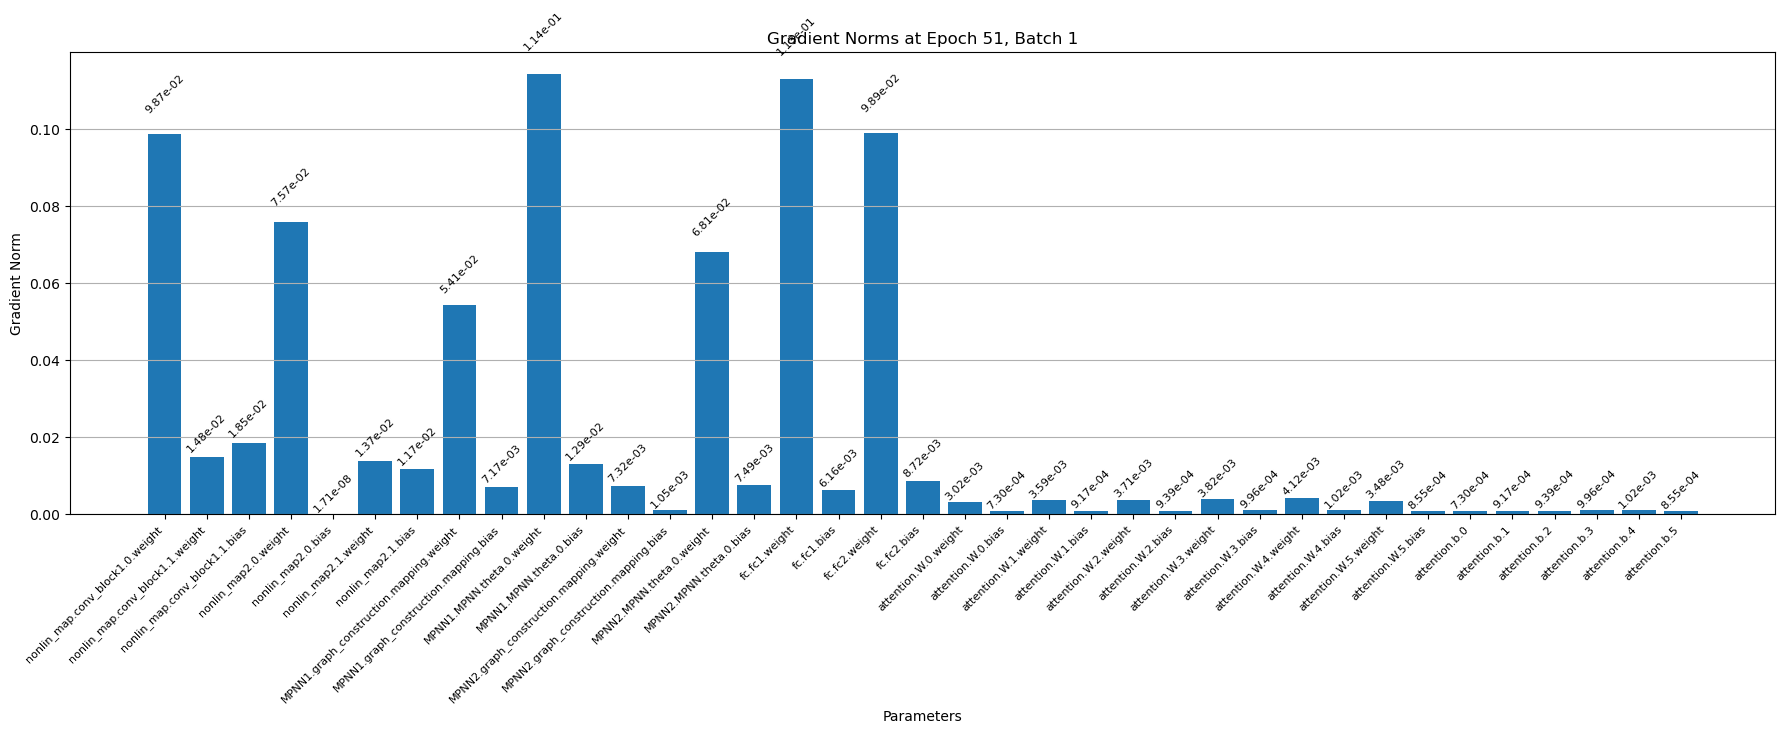 Gradient Norms at Epoch 51, Batch 1
Gradient Norm
0.10
0.08
0.06
0.04
0.02
0.00
9.87e-02
1.48e-02
1.85e-02
7.57e-02
1.71e-08
1.37e-02
1.17e-02
5.41e-02
7.17e-03
1.14e-01
1.29e-02
7.32e-03
1.05e-03
6.81e-02
7.49e-03
1.13e-01
6.16e-03
9.89e-02
8.72e-03
3.02e-03
7.30e-04
3.59e-03
9.17e-04
3.71e-03
9.39e-04
3.82e-03
9.96e-04
4.12e-03
1.02e-03
3.48e-03
8.55e-04
7.30e-04
9.17e-04
9.39e-04
9.96e-04
1.02e-03
8.55e-04
nonlin_map.conv_block1.0.weight
nonlin_map.conv_block1.1.weight
nonlin_map.conv_block1.1.bias
nonlin_map2.0.weight
nonlin_map2.0.bias
nonlin_map2.1.weight
nonlin_map2.1.bias
MPNN1.graph_construction.mapping.weight
MPNN1.graph_construction.mapping.bias
MPNN1.MPNN.theta.0.weight
MPNN1.MPNN.theta.0.bias
MPNN2.graph_construction.mapping.weight
MPNN2.graph_construction.mapping.bias
MPNN2.MPNN.theta.0.weight
MPNN2.MPNN.theta.0.bias
fc.fc1.weight
fc.fc1.bias
fc.fc2.weight
fc.fc2.bias
attention.W.0.weight
attention.W.0.bias
attention.W.1.weight
attention.W.1.bias
attention.W.2.weight
attention.W.2.bias
attention.W.3.weight
attention.W.3.bias
attention.W.4.weight
attention.W.4.bias
attention.W.5.weight
attention.W.5.bias
attention.b.0
attention.b.1
attention.b.2
attention.b.3
attention.b.4
attention.b.5
Parameters